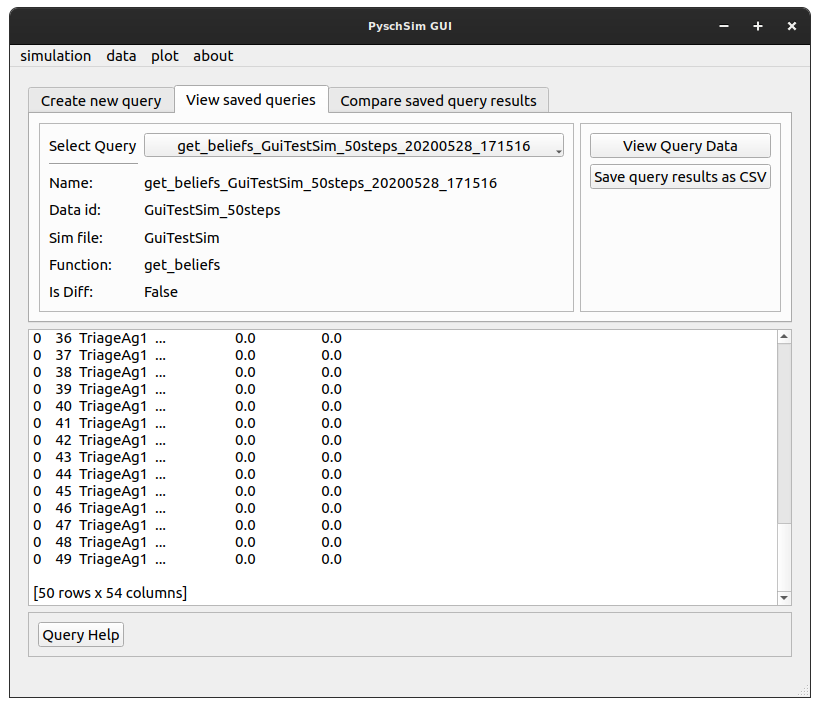 PyschSim GUI
simulation data plot about
Create new query View saved queries Compare saved query results
Select Query get_beliefs_GuiTestSim_50steps_20200528_171516 View Query Data
Save query results as CSV
Name: get_beliefs_GuiTestSim_50steps_20200528_171516
Data id: GuiTestSim_50steps
Sim file: GuiTestSim
Function: get_beliefs
Is Diff: False
0 36 TriageAg1 ... 0.0 0.0
0 37 TriageAg1 ... 0.0 0.0
0 38 TriageAg1 ... 0.0 0.0
0 39 TriageAg1 ... 0.0 0.0
0 40 TriageAg1 ... 0.0 0.0
0 41 TriageAg1 ... 0.0 0.0
0 42 TriageAg1 ... 0.0 0.0
0 43 TriageAg1 ... 0.0 0.0
0 44 TriageAg1 ... 0.0 0.0
0 45 TriageAg1 ... 0.0 0.0
0 46 TriageAg1 ... 0.0 0.0
0 47 TriageAg1 ... 0.0 0.0
0 48 TriageAg1 ... 0.0 0.0
0 49 TriageAg1 ... 0.0 0.0
[50 rows x 54 columns]
Query Help